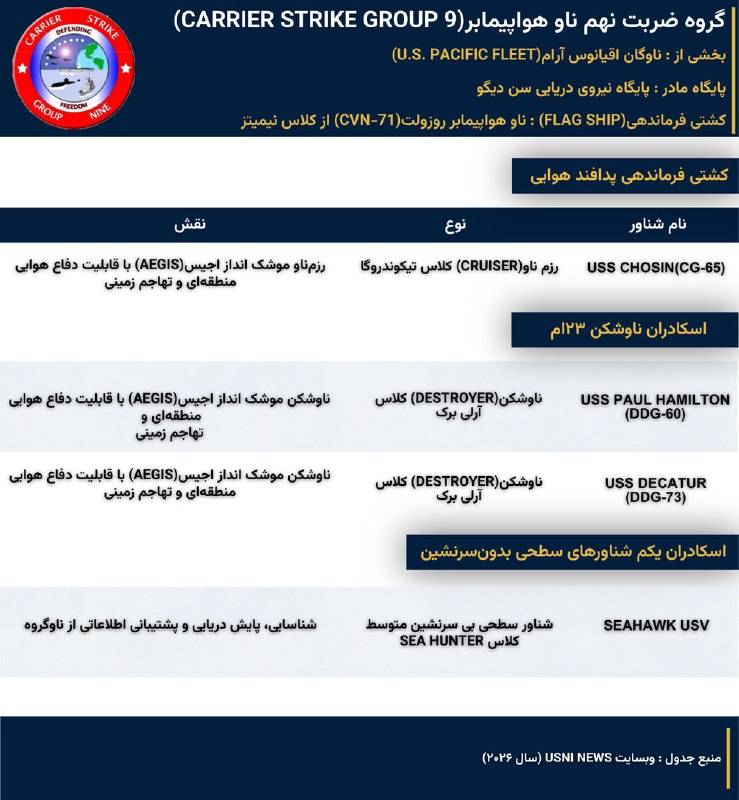 گروه ضربت نهم ناو هواپیمابر(CARRIER STRIKE GROUP 9)
بخشی از : ناوگان اقیانوس آرام(U.S. PACIFIC FLEET)
پایگاه مادر : پایگاه نیروی دریایی سن دیگو
کشتی فرماندهی(FLAG SHIP) : ناو هواپیمابر روزولت(CVN-71) از کلاس نیمیتز
CARRIER STRIKE
DEFENDING
FREEDOM
GROUP NINE
کشتی فرماندهی پدافند هوایی
نام شناور
نوع
نقش
USS CHOSIN(CG-65)
رزم ناو(CRUISER) کلاس تیکوندروگا
رزم‌ناو موشک انداز اجیس(AEGIS) با قابلیت دفاع هوایی
منطقه‌ای و تهاجم زمینی
اسکادران ناوشکن ۲۳ام
USS PAUL HAMILTON
(DDG-60)
ناوشکن(DESTROYER) کلاس
آرلی برک
ناوشکن موشک انداز اجیس(AEGIS) با قابلیت دفاع هوایی
منطقه‌ای و
تهاجم زمینی
USS DECATUR
(DDG-73)
ناوشکن(DESTROYER) کلاس
آرلی برک
ناوشکن موشک انداز اجیس(AEGIS) با قابلیت دفاع هوایی
منطقه‌ای و تهاجم زمینی
اسکادران یکم شناورهای سطحی بدون‌سرنشین
SEAHAWK USV
شناور سطحی بی سرنشین متوسط
کلاس SEA HUNTER
شناسایی، پایش دریایی و پشتیبانی اطلاعاتی از ناوگروه
منبع جدول : وبسایت USNI NEWS (سال ۲۰۲۶)